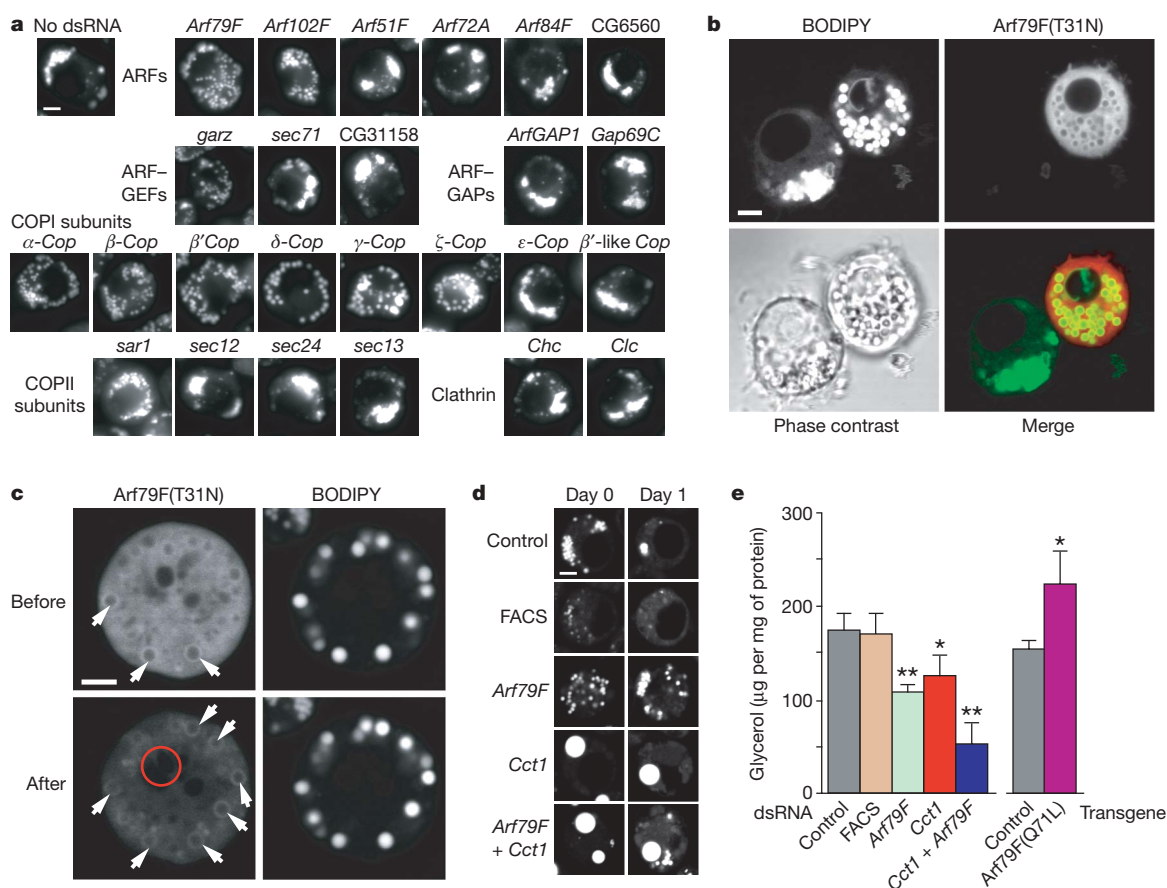 a
No dsRNA Arf79F Arf102F Arf51F Arf72A Arf84F CG6560
ARFs
garz sec71 CG31158 ArfGAP1 Gap69C
ARF–
GEFs
ARF–
GAPs
COPI subunits
α-Cop β-Cop β′Cop δ-Cop γ-Cop ζ-Cop ε-Cop β′-like Cop
sar1 sec12 sec24 sec13 Chc Clc
COPII
subunits
Clathrin
b
BODIPY Arf79F(T31N)
Phase contrast Merge
c
Arf79F(T31N) BODIPY
Before
After
d
Day 0 Day 1
Control
FACS
Arf79F
Cct1
Arf79F
+ Cct1
e
Glycerol (µg per mg of protein)
300
200
100
0
** * ** *
dsRNA
Control
FACS
Arf79F
Cct1
Cct1 + Arf79F
Control
Arf79F(Q71L)
Transgene